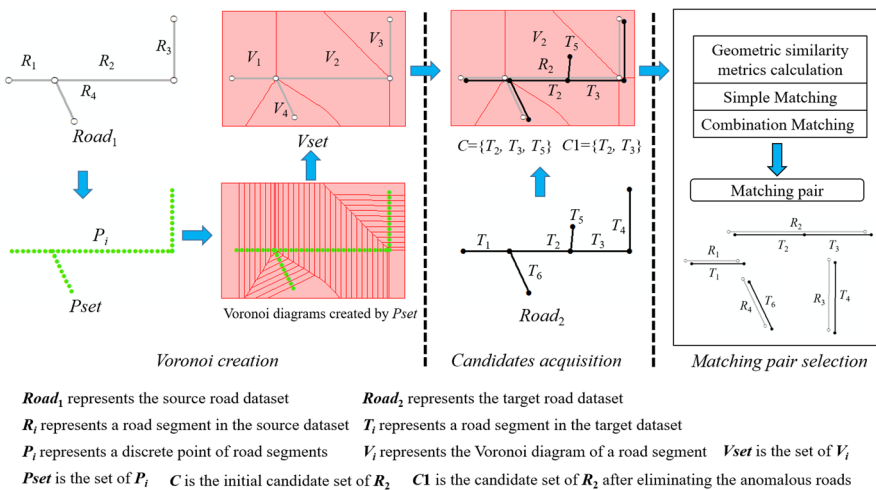 R1
R2
R3
R4
Road1
V1
V2
V3
V4
Vset
V2
T5
R2
T2
T3
C={T2, T3, T5} C1={T2, T3}
Geometric similarity
metrics calculation
Simple Matching
Combination Matching
Matching pair
R2
T2
T3
R1
T1
R4
T6
R3
T4
Pi
Pset
Voronoi diagrams created by Pset
T1
T2
T5
T3
T4
T6
Road2
Voronoi creation
Candidates acquisition
Matching pair selection
Road1 represents the source road dataset
Road2 represents the target road dataset
Ri represents a road segment in the source dataset
Ti represents a road segment in the target dataset
Pi represents a discrete point of road segments
Vi represents the Voronoi diagram of a road segment
Vset is the set of Vi
Pset is the set of Pi
C is the initial candidate set of R2
C1 is the candidate set of R2 after eliminating the anomalous roads